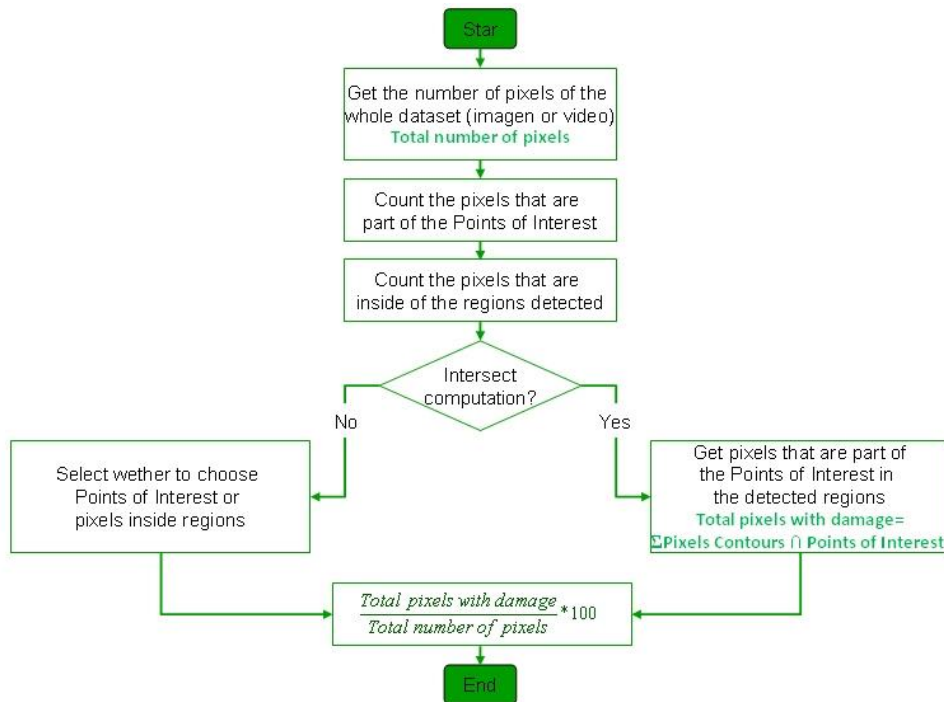 Star
Get the number of pixels of the
whole dataset (imagen or video)
Total number of pixels
Count the pixels that are
part of the Points of Interest
Count the pixels that are
inside of the regions detected
Intersect
computation?
No
Yes
Select wether to choose
Points of Interest or
pixels inside regions
Get pixels that are part of
the Points of Interest in
the detected regions
Total pixels with damage=
ΣPixels Contours ∩ Points of Interest
Total pixels with damage
Total number of pixels
*100
End